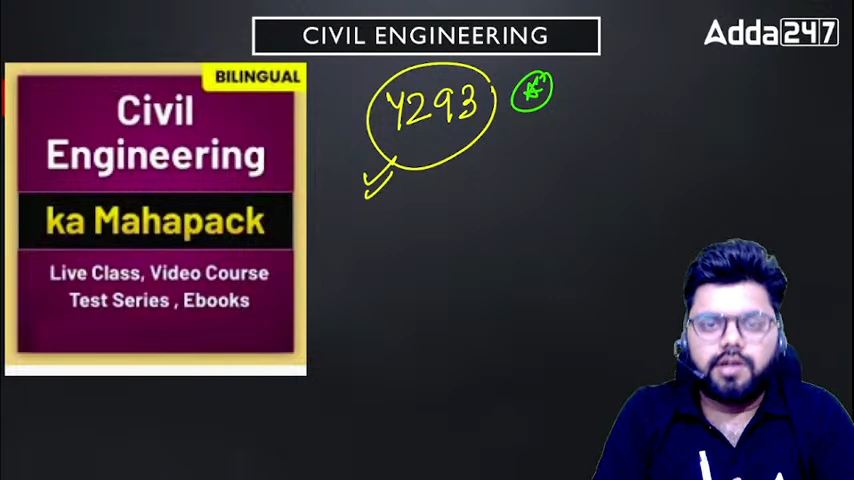 CIVIL ENGINEERING
Adda247
BILINGUAL
Civil
Engineering
ka Mahapack
Live Class, Video Course
Test Series , Ebooks
Y293